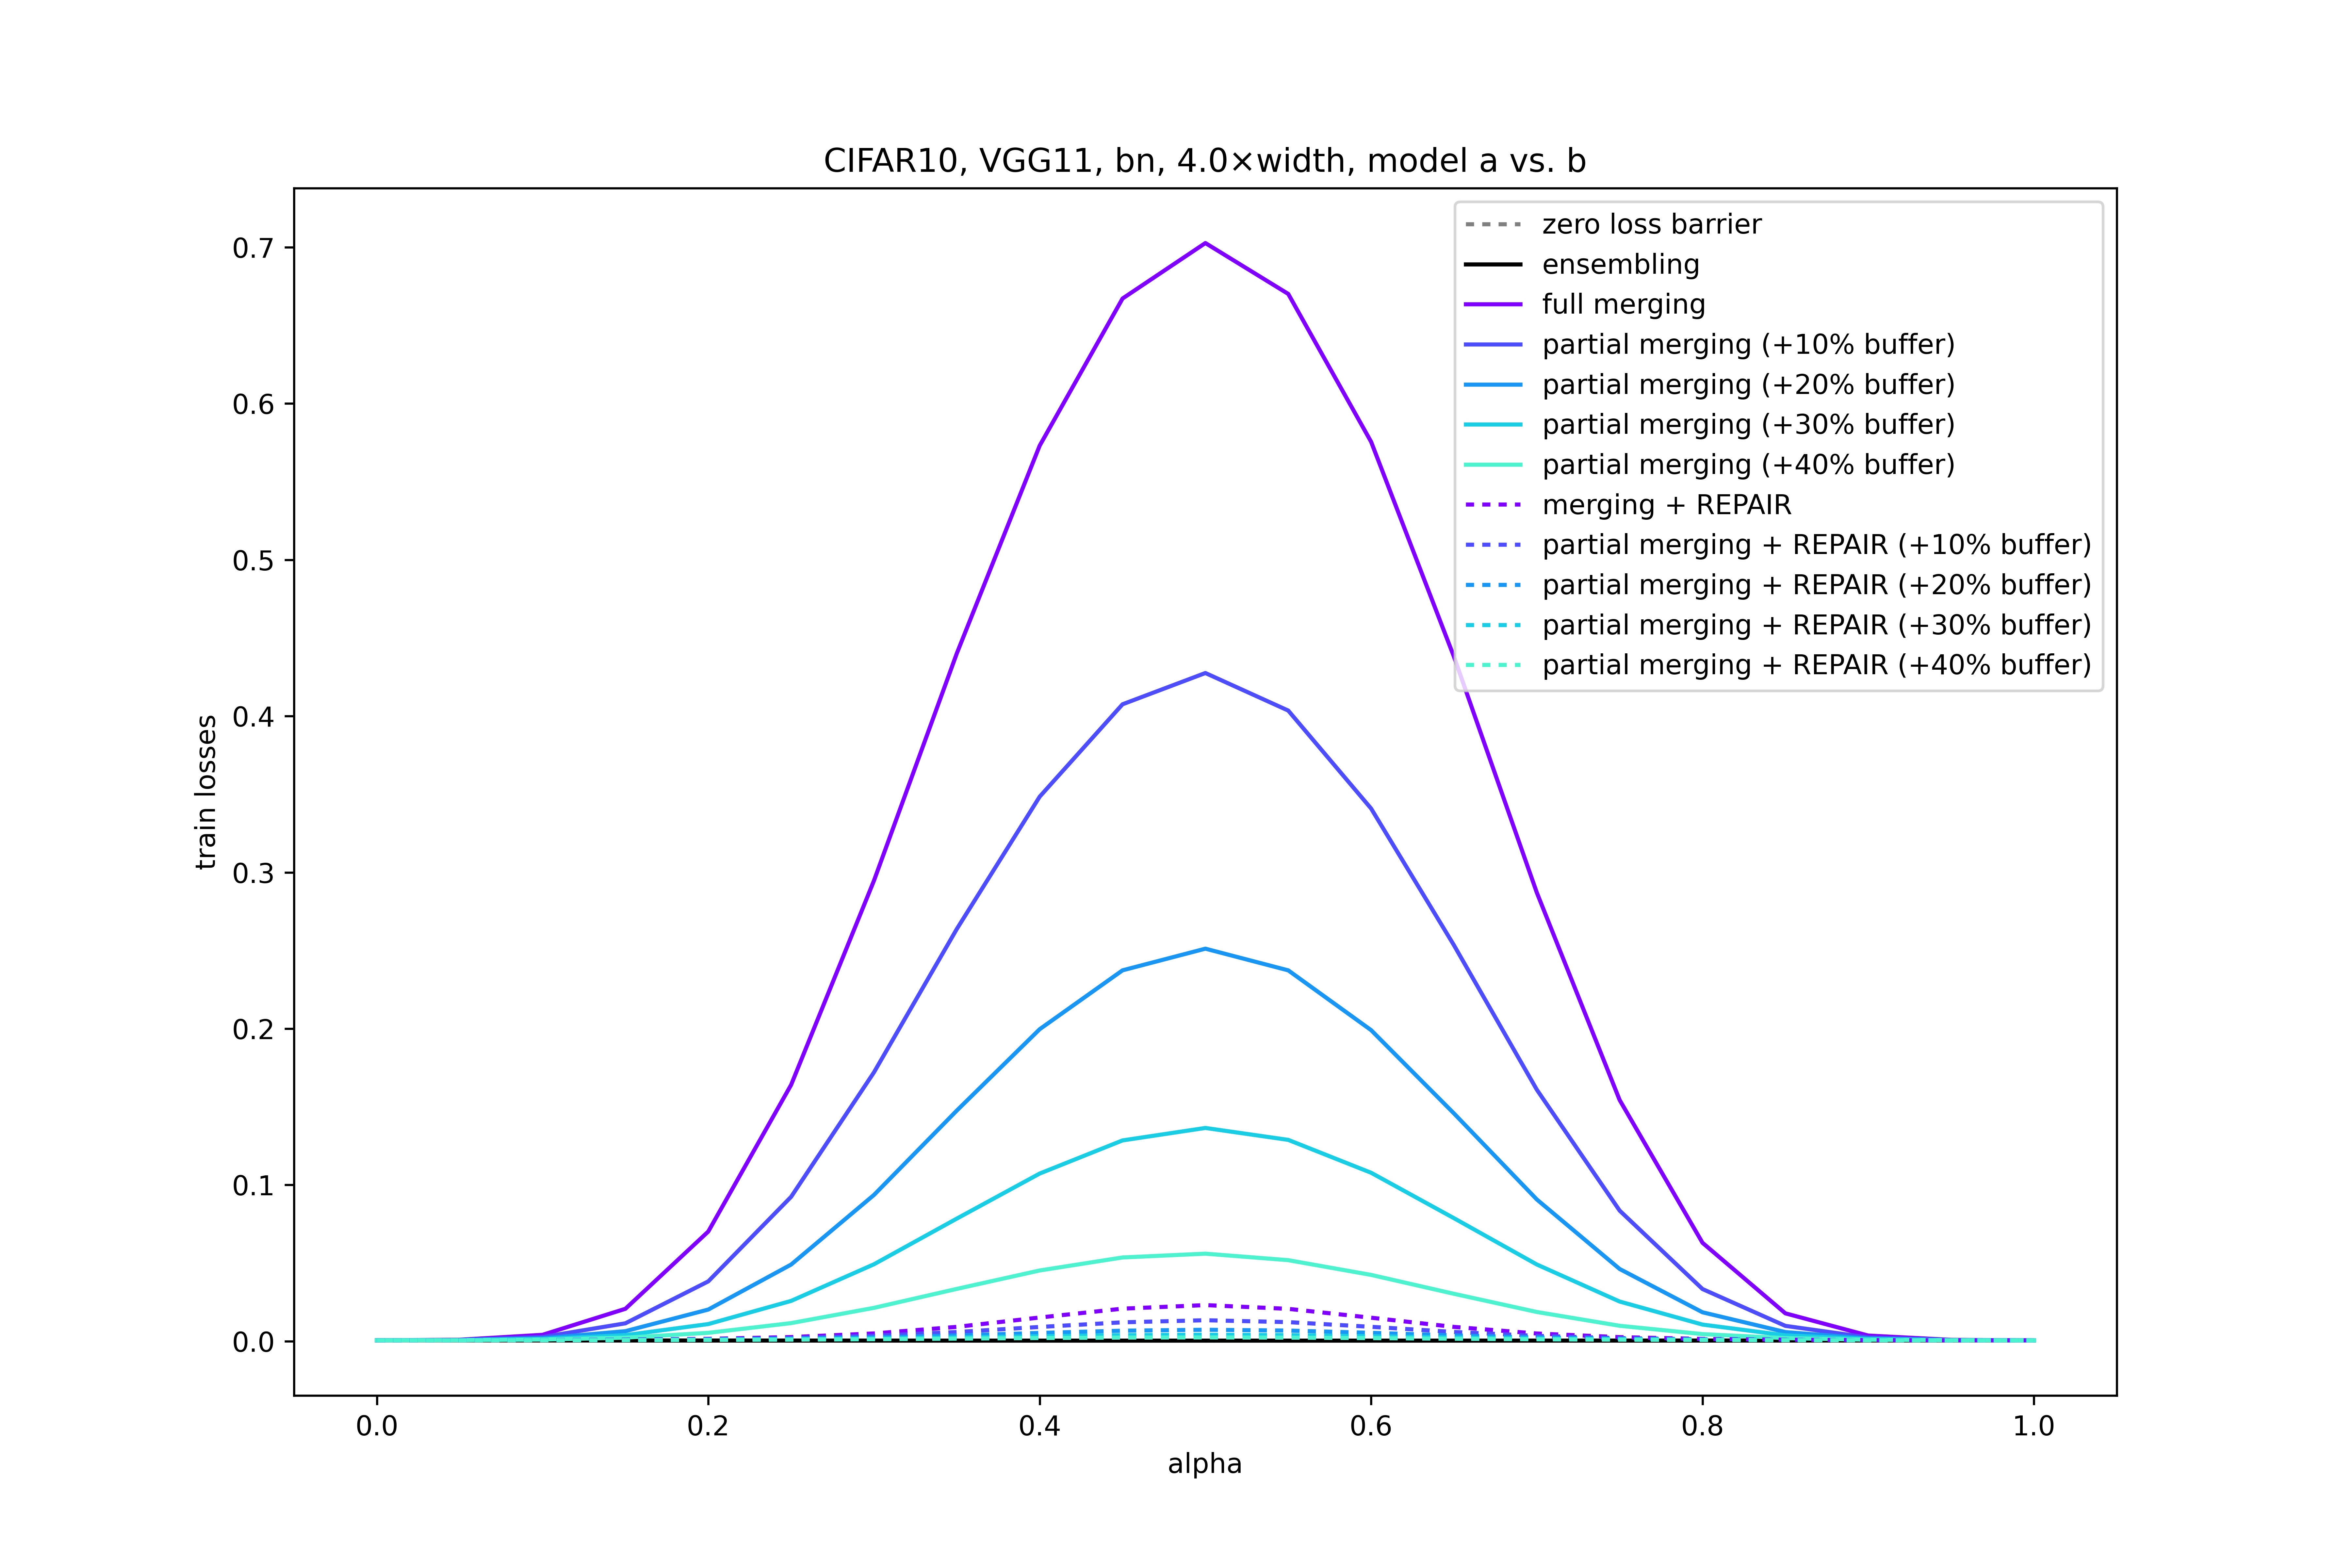 CIFAR10, VGG11, bn, 4.0×width, model a vs. b
zero loss barrier
ensembling
full merging
partial merging (+10% buffer)
partial merging (+20% buffer)
partial merging (+30% buffer)
partial merging (+40% buffer)
merging + REPAIR
partial merging + REPAIR (+10% buffer)
partial merging + REPAIR (+20% buffer)
partial merging + REPAIR (+30% buffer)
partial merging + REPAIR (+40% buffer)
train losses
0.7
0.6
0.5
0.4
0.3
0.2
0.1
0.0
0.0 0.2 0.4 0.6 0.8 1.0
alpha